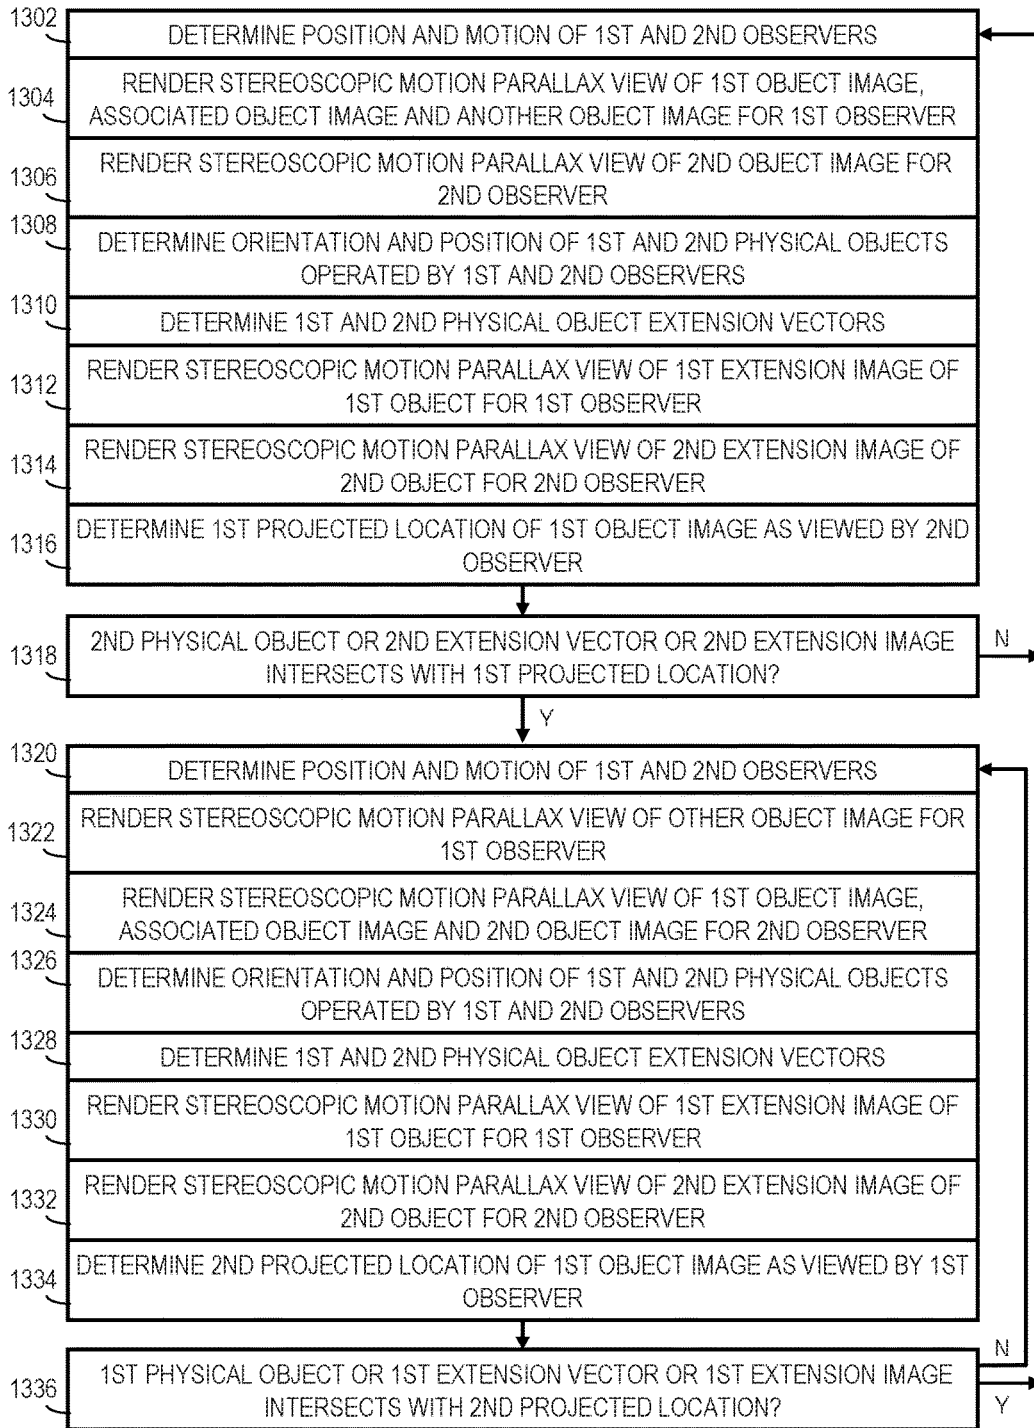 1302
DETERMINE POSITION AND MOTION OF 1ST AND 2ND OBSERVERS
1304
RENDER STEREOSCOPIC MOTION PARALLAX VIEW OF 1ST OBJECT IMAGE,
ASSOCIATED OBJECT IMAGE AND ANOTHER OBJECT IMAGE FOR 1ST OBSERVER
1306
RENDER STEREOSCOPIC MOTION PARALLAX VIEW OF 2ND OBJECT IMAGE FOR
2ND OBSERVER
1308
DETERMINE ORIENTATION AND POSITION OF 1ST AND 2ND PHYSICAL OBJECTS
OPERATED BY 1ST AND 2ND OBSERVERS
1310
DETERMINE 1ST AND 2ND PHYSICAL OBJECT EXTENSION VECTORS
1312
RENDER STEREOSCOPIC MOTION PARALLAX VIEW OF 1ST EXTENSION IMAGE OF
1ST OBJECT FOR 1ST OBSERVER
1314
RENDER STEREOSCOPIC MOTION PARALLAX VIEW OF 2ND EXTENSION IMAGE OF
2ND OBJECT FOR 2ND OBSERVER
1316
DETERMINE 1ST PROJECTED LOCATION OF 1ST OBJECT IMAGE AS VIEWED BY 2ND
OBSERVER
1318
2ND PHYSICAL OBJECT OR 2ND EXTENSION VECTOR OR 2ND EXTENSION IMAGE
INTERSECTS WITH 1ST PROJECTED LOCATION?
N
Y
1320
DETERMINE POSITION AND MOTION OF 1ST AND 2ND OBSERVERS
1322
RENDER STEREOSCOPIC MOTION PARALLAX VIEW OF OTHER OBJECT IMAGE FOR
1ST OBSERVER
1324
RENDER STEREOSCOPIC MOTION PARALLAX VIEW OF 1ST OBJECT IMAGE,
ASSOCIATED OBJECT IMAGE AND 2ND OBJECT IMAGE FOR 2ND OBSERVER
1326
DETERMINE ORIENTATION AND POSITION OF 1ST AND 2ND PHYSICAL OBJECTS
OPERATED BY 1ST AND 2ND OBSERVERS
1328
DETERMINE 1ST AND 2ND PHYSICAL OBJECT EXTENSION VECTORS
1330
RENDER STEREOSCOPIC MOTION PARALLAX VIEW OF 1ST EXTENSION IMAGE OF
1ST OBJECT FOR 1ST OBSERVER
1332
RENDER STEREOSCOPIC MOTION PARALLAX VIEW OF 2ND EXTENSION IMAGE OF
2ND OBJECT FOR 2ND OBSERVER
1334
DETERMINE 2ND PROJECTED LOCATION OF 1ST OBJECT IMAGE AS VIEWED BY 1ST
OBSERVER
1336
1ST PHYSICAL OBJECT OR 1ST EXTENSION VECTOR OR 1ST EXTENSION IMAGE
INTERSECTS WITH 2ND PROJECTED LOCATION?
N
Y